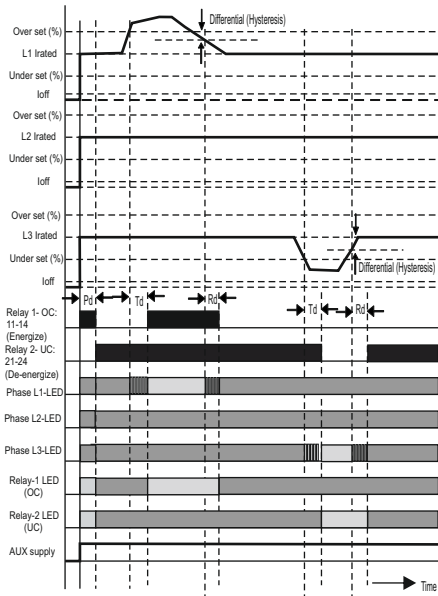 Over set (%)
Differential (Hysteresis)
L1 Irated
Under set (%)
Ioff
Over set (%)
L2 Irated
Under set (%)
Ioff
Over set (%)
L3 Irated
Under set (%)
Differential (Hysteresis)
Ioff
Pd
Td
Rd
Td
Rd
Relay 1- OC:
11-14
(Energize)
Relay 2- UC:
21-24
(De-energize)
Phase L1-LED
Phase L2-LED
Phase L3-LED
Relay-1 LED
(OC)
Relay-2 LED
(UC)
AUX supply
Time